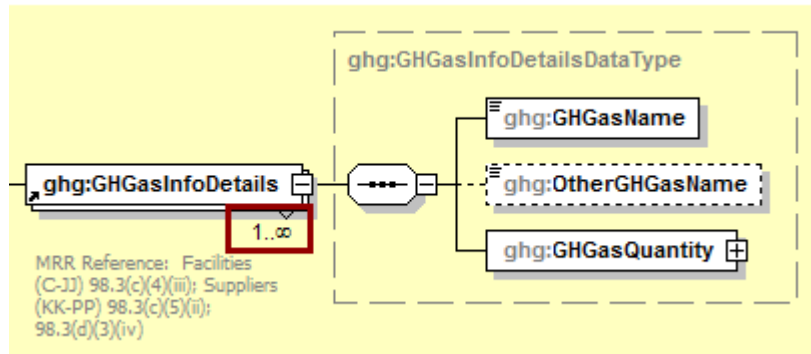 ghg:GHGasInfoDetailsDataType
ghg:GHGasName
ghg:GHGasInfoDetails
ghg:OtherGHGasName
1..∞
ghg:GHGasQuantity
MRR Reference: Facilities
(C-JJ) 98.3(c)(4)(iii); Suppliers
(KK-PP) 98.3(c)(5)(ii);
98.3(d)(3)(iv)